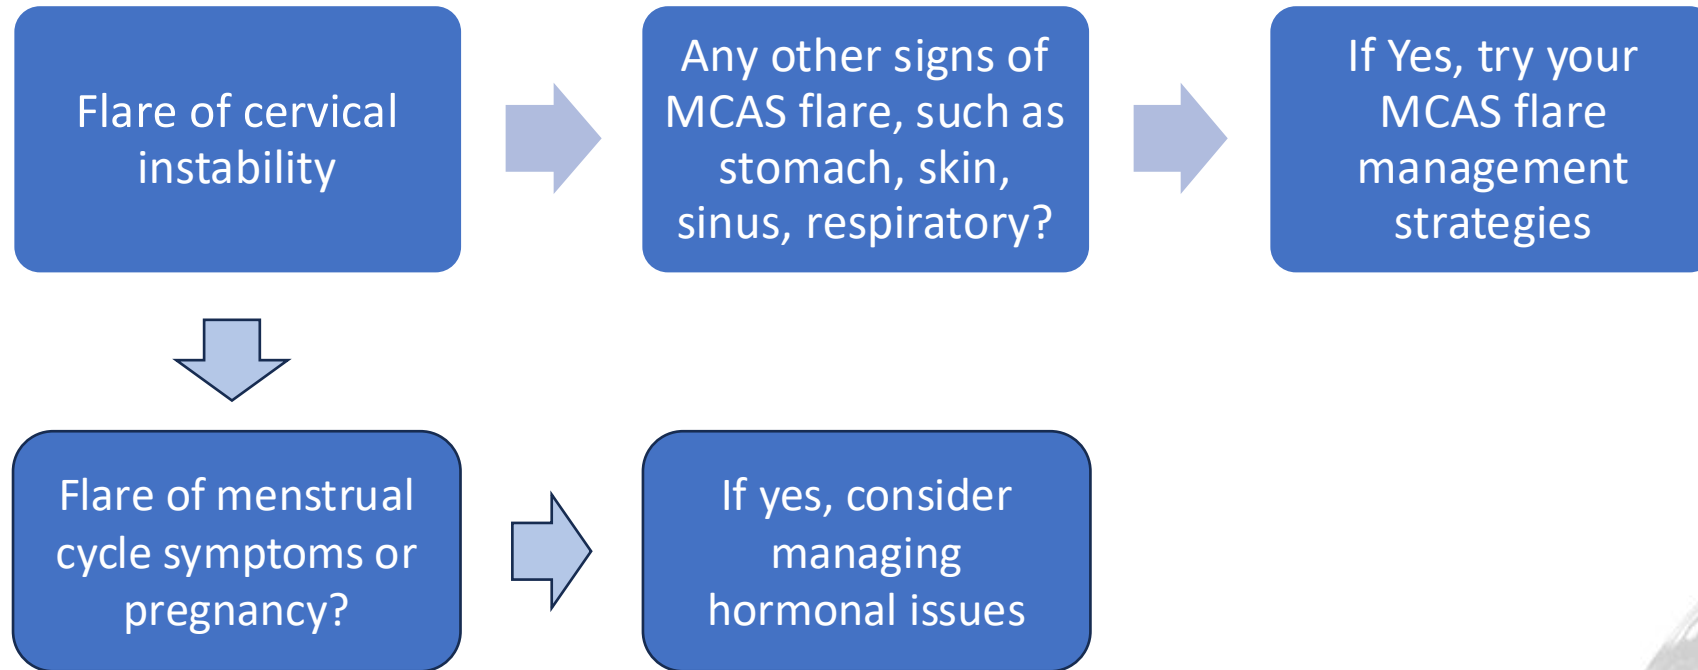 Flare of cervical
instability
Any other signs of
MCAS flare, such as
stomach, skin,
sinus, respiratory?
If Yes, try your
MCAS flare
management
strategies
Flare of menstrual
cycle symptoms or
pregnancy?
If yes, consider
managing
hormonal issues